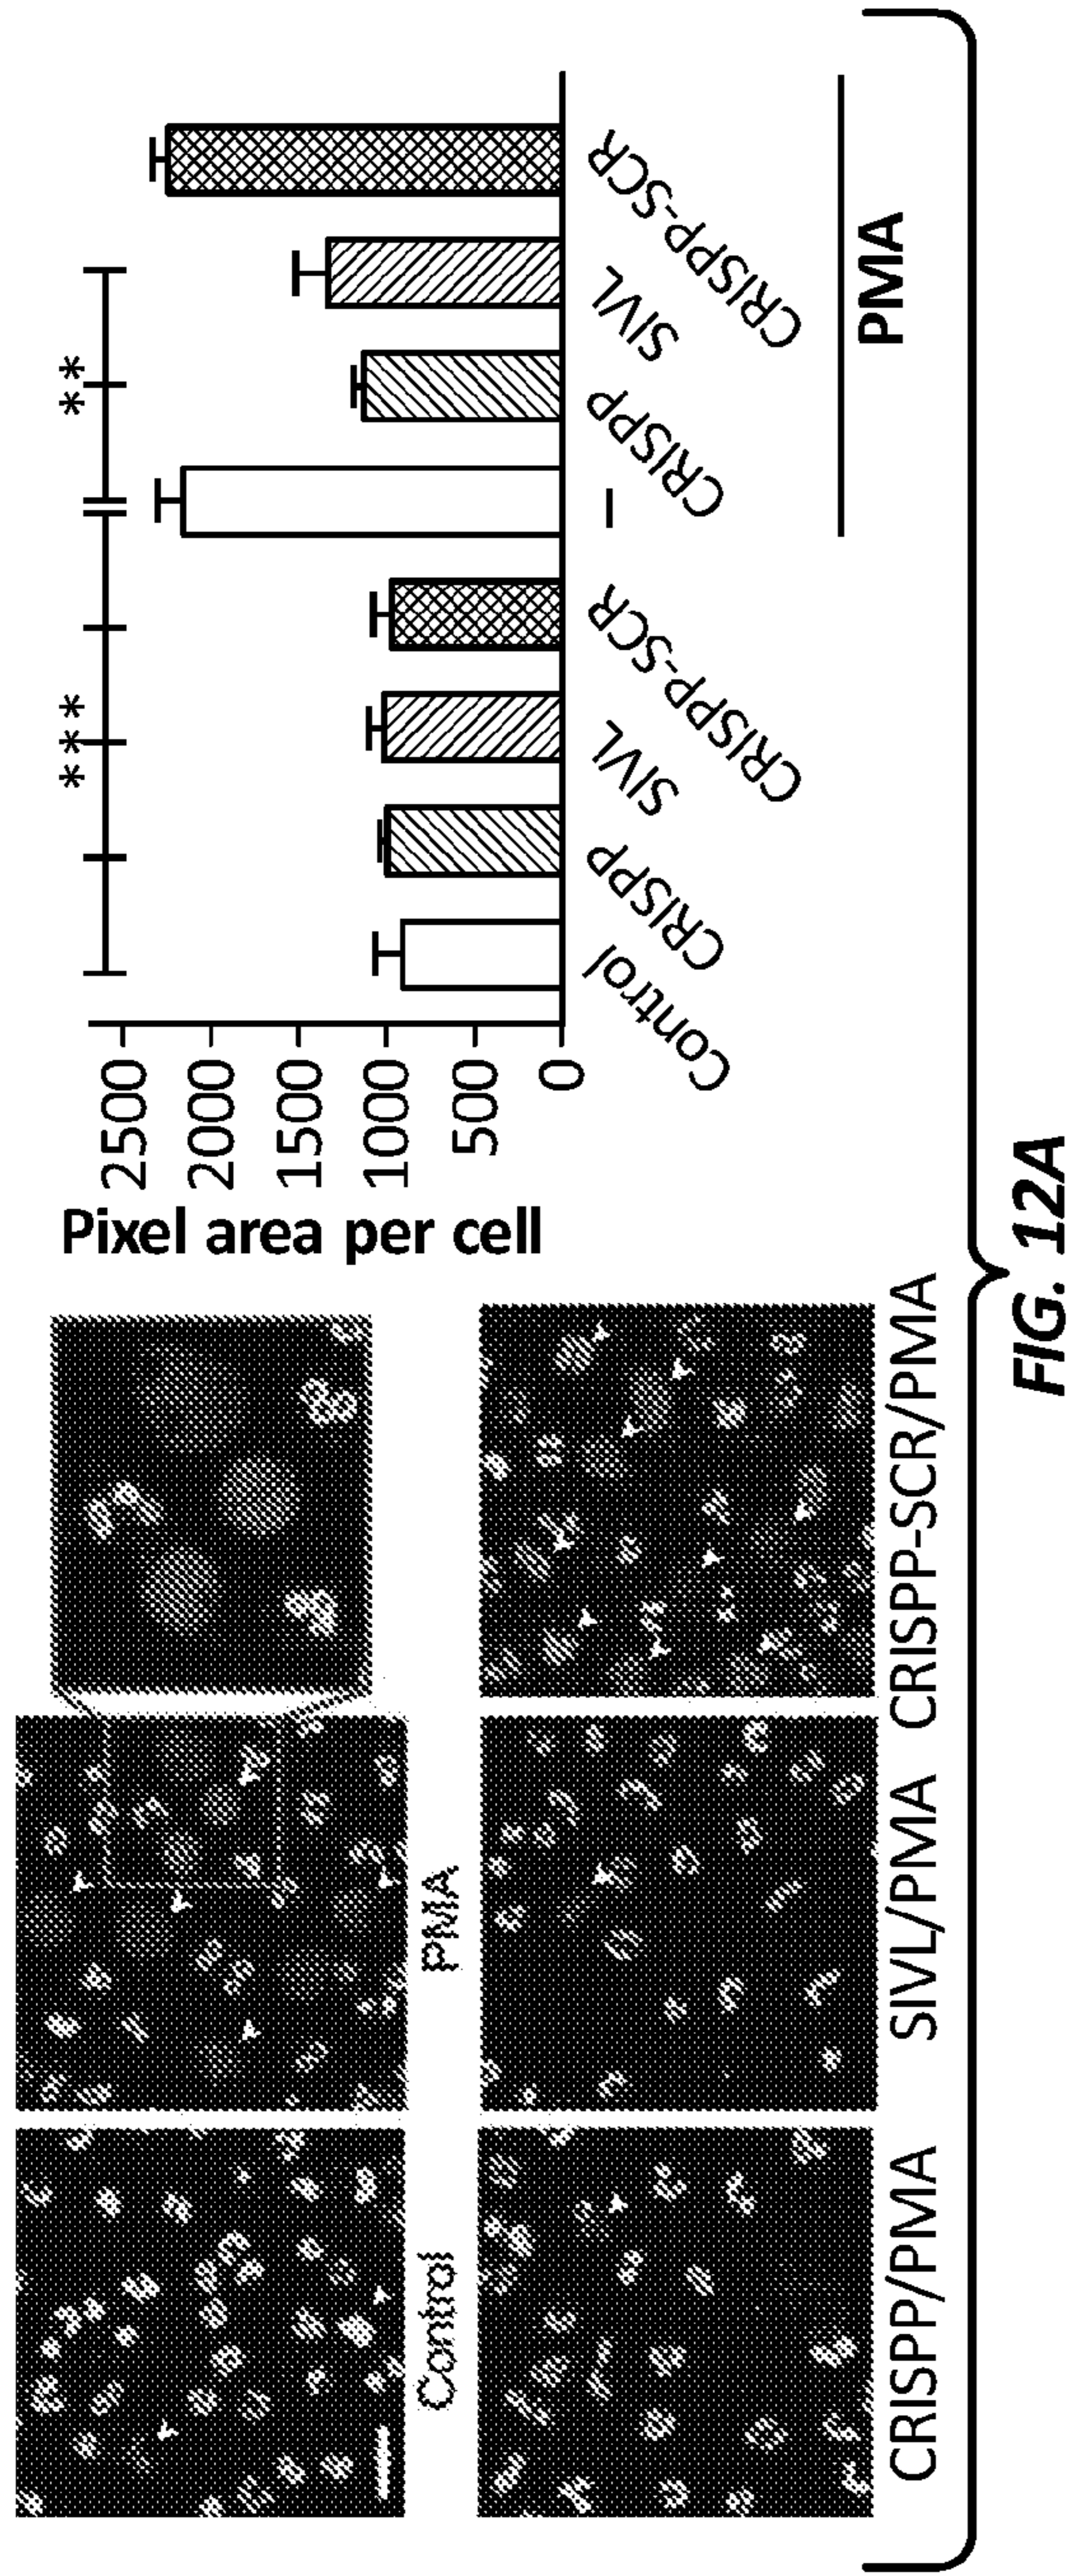 Control
PMA
CRISPP/PMA
SIVL/PMA
CRISPP-SCR/PMA
Pixel area per cell
2500
2000
1500
1000
500
0
***
**
Control
CRISPP
SIVL
CRISPP-SCR
–
CRISPP
SIVL
CRISPP-SCR
PMA
FIG. 12A